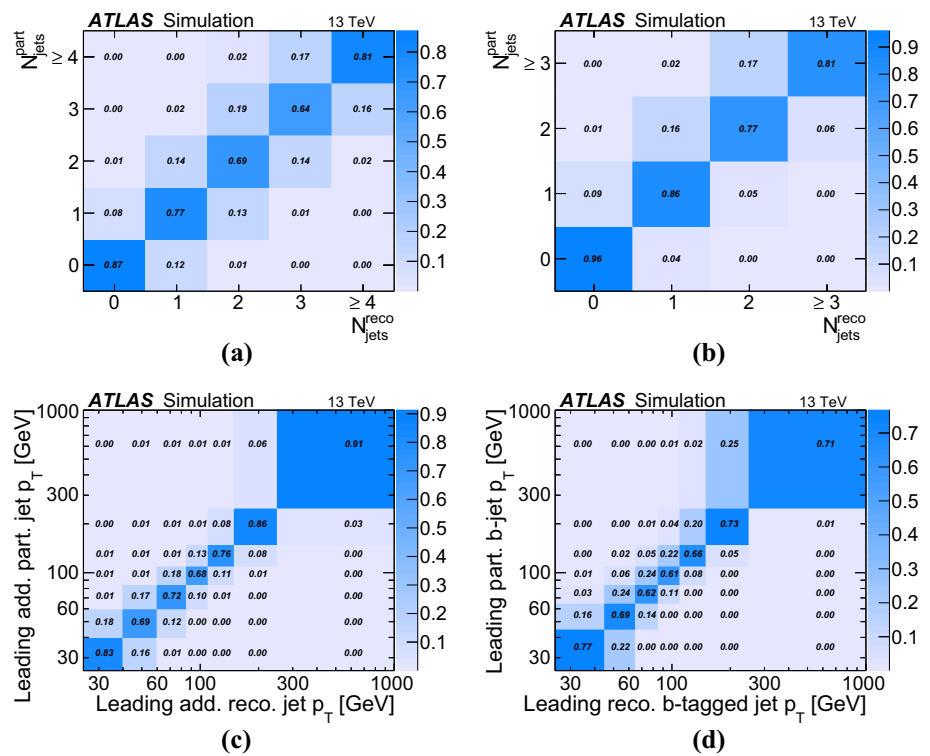 ATLAS Simulation 13 TeV
N^part_jets
≥ 4 0.00 0.00 0.02 0.17 0.81
3 0.00 0.02 0.19 0.64 0.16
2 0.01 0.14 0.69 0.14 0.02
1 0.08 0.77 0.13 0.01 0.00
0 0.87 0.12 0.01 0.00 0.00
0 1 2 3 ≥ 4
N^reco_jets
0.8
0.7
0.6
0.5
0.4
0.3
0.2
0.1
(a)
ATLAS Simulation 13 TeV
N^part_jets
≥ 3 0.00 0.02 0.17 0.81
2 0.01 0.16 0.77 0.06
1 0.09 0.86 0.05 0.00
0 0.96 0.04 0.00 0.00
0 1 2 ≥ 3
N^reco_jets
0.9
0.8
0.7
0.6
0.5
0.4
0.3
0.2
0.1
(b)
ATLAS Simulation 13 TeV
Leading add. part. jet p_T [GeV]
1000
300
100
60
30
0.00 0.01 0.01 0.01 0.01 0.06 0.91
0.00 0.01 0.01 0.01 0.08 0.86 0.03
0.01 0.01 0.01 0.13 0.76 0.08 0.00
0.01 0.01 0.18 0.68 0.11 0.01 0.00
0.01 0.17 0.72 0.10 0.01 0.00 0.00
0.18 0.69 0.12 0.00 0.00 0.00 0.00
0.83 0.16 0.01 0.00 0.00 0.00 0.00
30 60 100 300 1000
Leading add. reco. jet p_T [GeV]
0.9
0.8
0.7
0.6
0.5
0.4
0.3
0.2
0.1
(c)
ATLAS Simulation 13 TeV
Leading part. b-jet p_T [GeV]
1000
300
100
60
30
0.00 0.00 0.00 0.01 0.02 0.25 0.71
0.00 0.00 0.01 0.04 0.20 0.73 0.01
0.00 0.02 0.05 0.22 0.66 0.05 0.00
0.01 0.06 0.24 0.61 0.08 0.00 0.00
0.03 0.24 0.62 0.11 0.00 0.00 0.00
0.16 0.69 0.14 0.00 0.00 0.00 0.00
0.77 0.22 0.00 0.00 0.00 0.00 0.00
30 60 100 300 1000
Leading reco. b-tagged jet p_T [GeV]
0.7
0.6
0.5
0.4
0.3
0.2
0.1
(d)